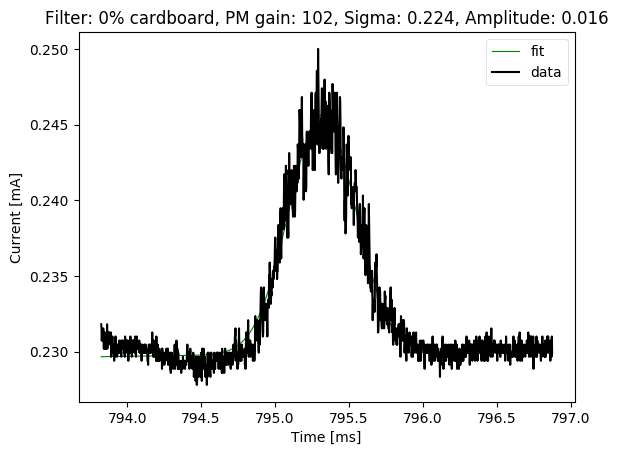 Filter: 0% cardboard, PM gain: 102, Sigma: 0.224, Amplitude: 0.016
fit
data
0.250
0.245
0.240
0.235
0.230
Current [mA]
794.0 794.5 795.0 795.5 796.0 796.5 797.0
Time [ms]